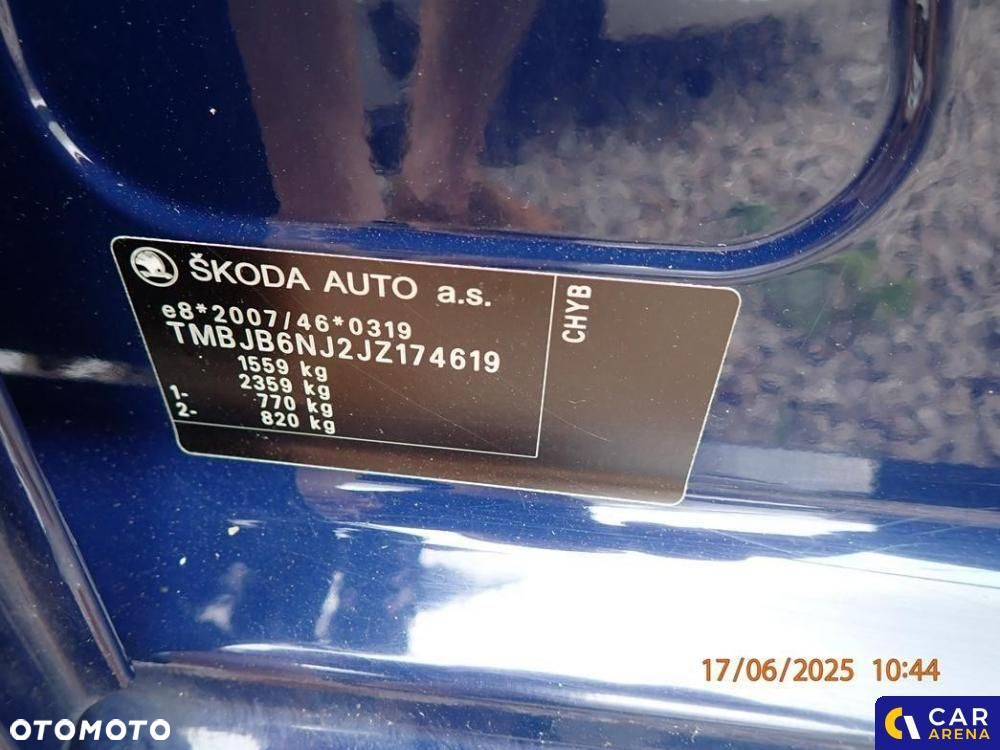 ŠKODA AUTO a.s.
e8*2007/46*0319
TMBJB6NJ2JZ174619
1559 kg
2359 kg
1- 770 kg
2- 820 kg
CHYB
17/06/2025 10:44
OTOMOTO
CAR
ARENA